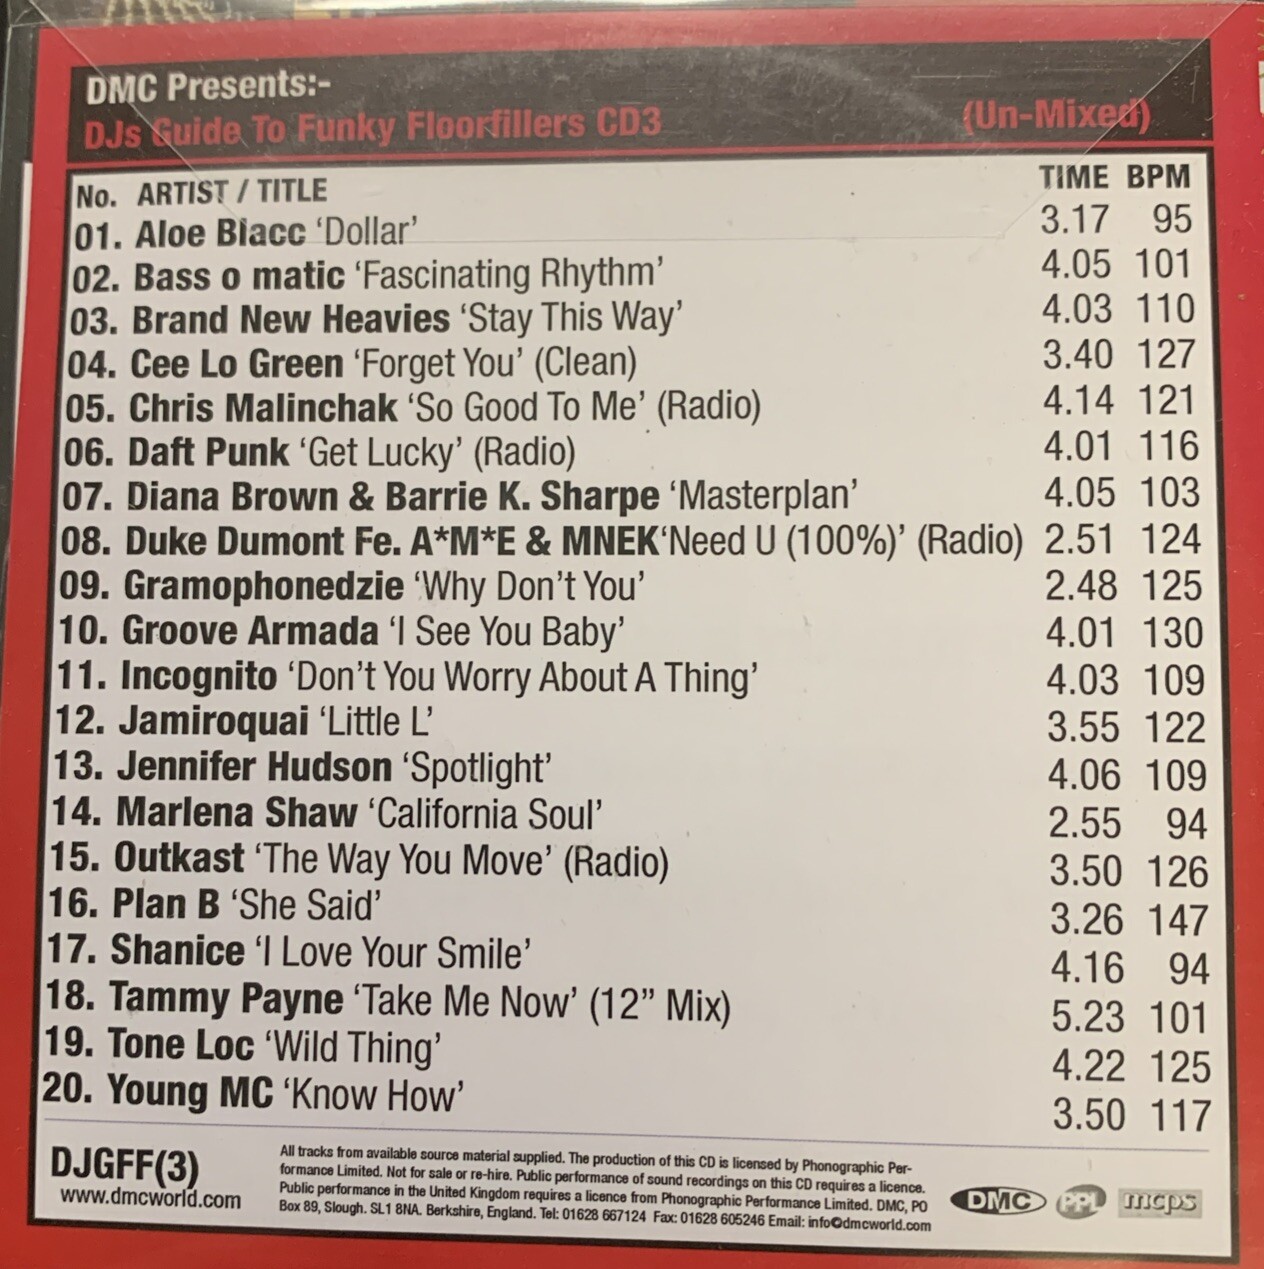 DMC Presents:-
DJs Guide To Funky Floorfillers CD3 (Un-Mixed)
No. ARTIST / TITLE TIME BPM
01. Aloe Blacc ‘Dollar’ 3.17 95
02. Bass o matic ‘Fascinating Rhythm’ 4.05 101
03. Brand New Heavies ‘Stay This Way’ 4.03 110
04. Cee Lo Green ‘Forget You’ (Clean) 3.40 127
05. Chris Malinchak ‘So Good To Me’ (Radio) 4.14 121
06. Daft Punk ‘Get Lucky’ (Radio) 4.01 116
07. Diana Brown & Barrie K. Sharpe ‘Masterplan’ 4.05 103
08. Duke Dumont Fe. A*M*E & MNEK‘Need U (100%)’ (Radio) 2.51 124
09. Gramophonedzie ‘Why Don’t You’ 2.48 125
10. Groove Armada ‘I See You Baby’ 4.01 130
11. Incognito ‘Don’t You Worry About A Thing’ 4.03 109
12. Jamiroquai ‘Little L’ 3.55 122
13. Jennifer Hudson ‘Spotlight’ 4.06 109
14. Marlena Shaw ‘California Soul’ 2.55 94
15. Outkast ‘The Way You Move’ (Radio) 3.50 126
16. Plan B ‘She Said’ 3.26 147
17. Shanice ‘I Love Your Smile’ 4.16 94
18. Tammy Payne ‘Take Me Now’ (12” Mix) 5.23 101
19. Tone Loc ‘Wild Thing’ 4.22 125
20. Young MC ‘Know How’ 3.50 117
DJGFF(3)
www.dmcworld.com
All tracks from available source material supplied. The production of this CD is licensed by Phonographic Per-
formance Limited. Not for sale or re-hire. Public performance of sound recordings on this CD requires a licence.
Public performance in the United Kingdom requires a licence from Phonographic Performance Limited. DMC, PO
Box 89, Slough. SL1 8NA. Berkshire, England. Tel: 01628 667124 Fax: 01628 605246 Email: info@dmcworld.com
DMC PPL mcps